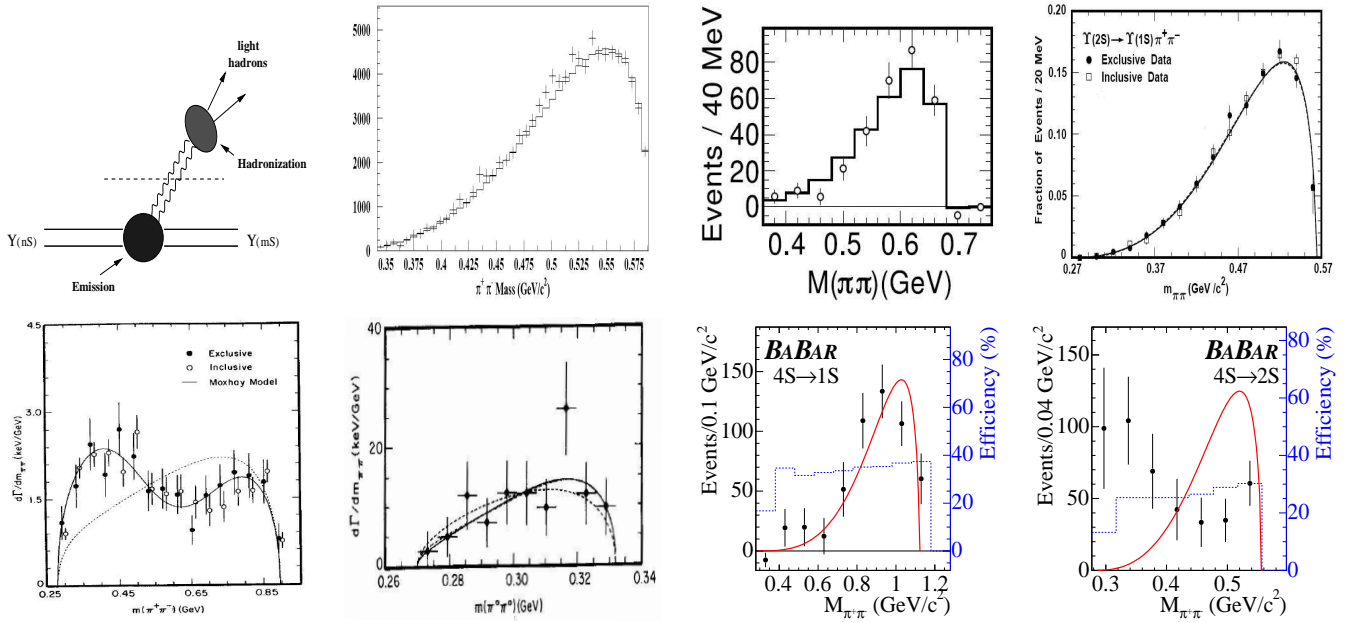 light
hadrons
Hadronization
Υ(nS)
Υ(mS)
Emission
5000
4000
3000
2000
1000
0
0.35 0.375 0.4 0.425 0.45 0.475 0.5 0.525 0.55 0.575
π⁺ π⁻ Mass (GeV/c²)
Events / 40 MeV
80
60
40
20
0
0.4 0.5 0.6 0.7
M(ππ)(GeV)
Fraction of Events / 20 MeV
0.20
0.15
0.10
0.05
0.00
ϒ(2S)→ ϒ(1S)π⁺π⁻
Exclusive Data
Inclusive Data
0.27 0.37 0.47 0.57
mππ(GeV/c²)
dΓ/dmππ(keV/GeV)
4.5
3.0
1.5
0
Exclusive
Inclusive
Moxhay Model
0.25 0.45 0.65 0.85
m(π⁺π⁻)(GeV)
dΓ/dmππ(keV/GeV)
40
20
0
0.26 0.30 0.34
m(π⁰π⁰)(GeV)
Events/0.1 GeV/c²
150
100
50
0
BABAR
4S→1S
80
60
40
20
0
Efficiency (%)
0.4 0.6 0.8 1 1.2
Mπ⁺π⁻ (GeV/c²)
Events/0.04 GeV/c²
150
100
50
0
BABAR
4S→2S
80
60
40
20
0
Efficiency (%)
0.3 0.4 0.5
Mπ⁺π⁻ (GeV/c²)